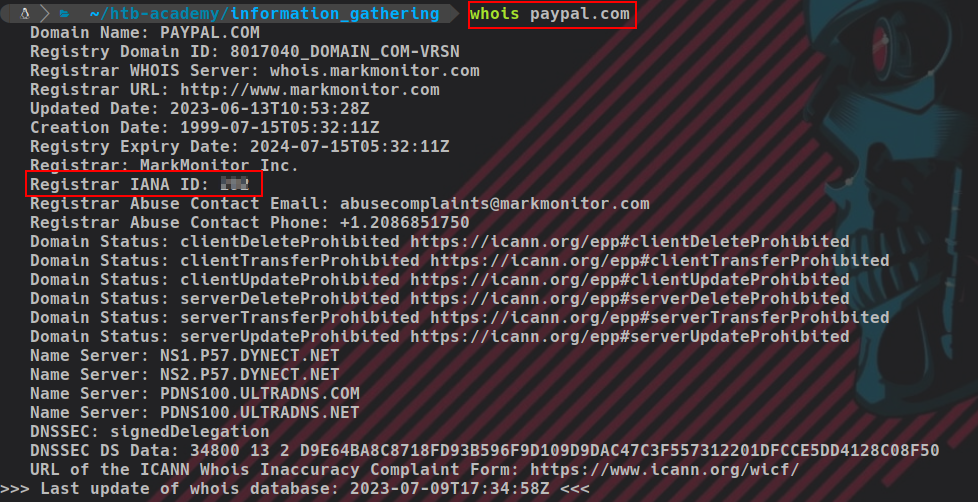 ~/htb-academy/information_gathering whois paypal.com
Domain Name: PAYPAL.COM
Registry Domain ID: 8017040_DOMAIN_COM-VRSN
Registrar WHOIS Server: whois.markmonitor.com
Registrar URL: http://www.markmonitor.com
Updated Date: 2023-06-13T10:53:28Z
Creation Date: 1999-07-15T05:32:11Z
Registry Expiry Date: 2024-07-15T05:32:11Z
Registrar: MarkMonitor Inc.
Registrar IANA ID:
Registrar Abuse Contact Email: abusecomplaints@markmonitor.com
Registrar Abuse Contact Phone: +1.2086851750
Domain Status: clientDeleteProhibited https://icann.org/epp#clientDeleteProhibited
Domain Status: clientTransferProhibited https://icann.org/epp#clientTransferProhibited
Domain Status: clientUpdateProhibited https://icann.org/epp#clientUpdateProhibited
Domain Status: serverDeleteProhibited https://icann.org/epp#serverDeleteProhibited
Domain Status: serverTransferProhibited https://icann.org/epp#serverTransferProhibited
Domain Status: serverUpdateProhibited https://icann.org/epp#serverUpdateProhibited
Name Server: NS1.P57.DYNECT.NET
Name Server: NS2.P57.DYNECT.NET
Name Server: PDNS100.ULTRADNS.COM
Name Server: PDNS100.ULTRADNS.NET
DNSSEC: signedDelegation
DNSSEC DS Data: 34800 13 2 D9E64BA8C8718FD93B596F9D109D9DAC47C3F557312201DFCCE5DD4128C08F50
URL of the ICANN Whois Inaccuracy Complaint Form: https://www.icann.org/wicf/
>>> Last update of whois database: 2023-07-09T17:34:58Z <<<